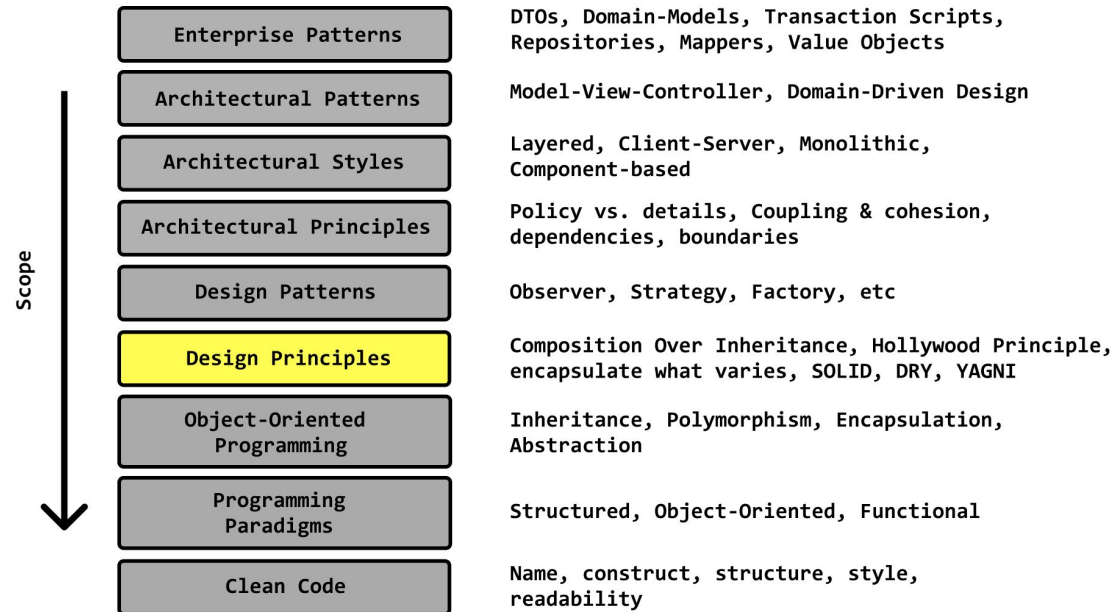 Enterprise Patterns
DTOs, Domain-Models, Transaction Scripts,
Repositories, Mappers, Value Objects
Architectural Patterns
Model-View-Controller, Domain-Driven Design
Architectural Styles
Layered, Client-Server, Monolithic,
Component-based
Architectural Principles
Policy vs. details, Coupling & cohesion,
dependencies, boundaries
Scope
Design Patterns
Observer, Strategy, Factory, etc
Design Principles
Composition Over Inheritance, Hollywood Principle,
encapsulate what varies, SOLID, DRY, YAGNI
Object-Oriented
Programming
Inheritance, Polymorphism, Encapsulation,
Abstraction
Programming
Paradigms
Structured, Object-Oriented, Functional
Clean Code
Name, construct, structure, style,
readability